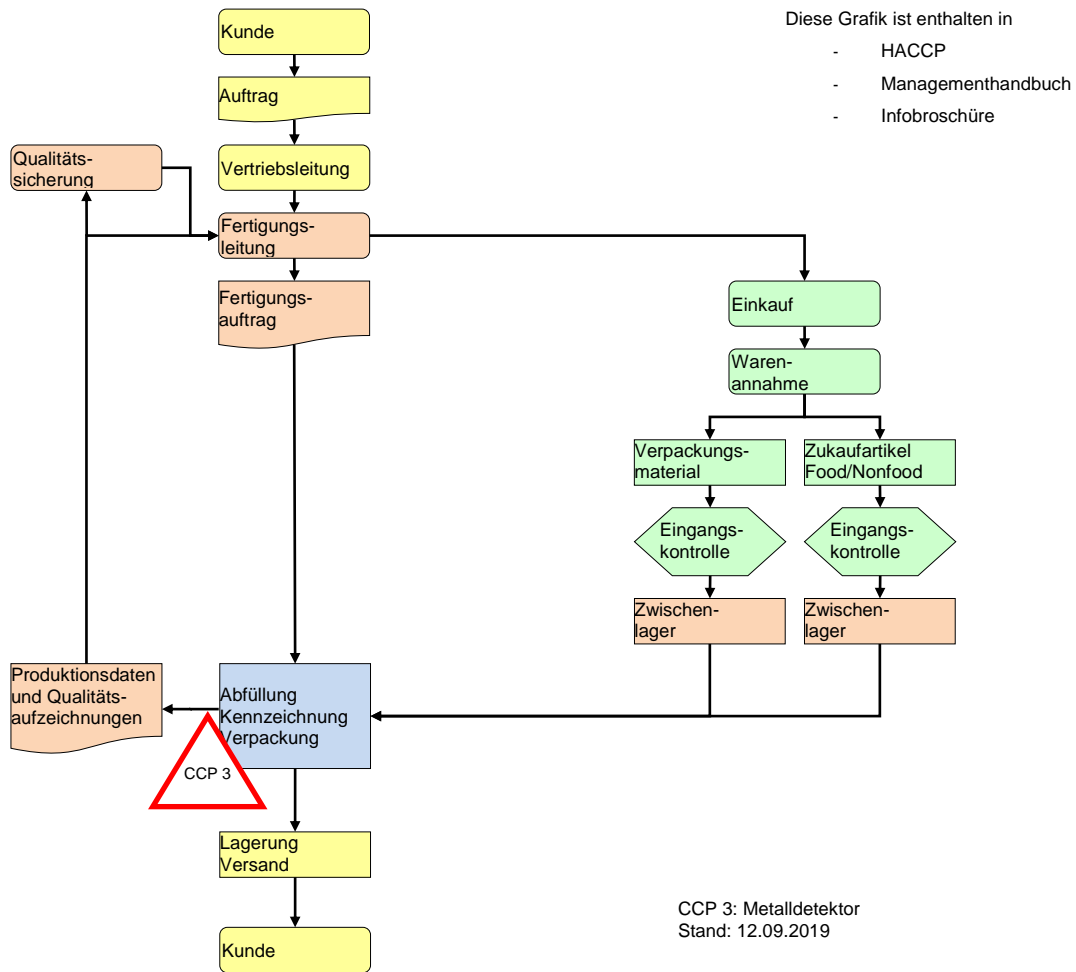 Diese Grafik ist enthalten in
- HACCP
- Managementhandbuch
- Infobroschüre
Kunde
Auftrag
Vertriebsleitung
Qualitäts-
sicherung
Fertigungs-
leitung
Fertigungs-
auftrag
Einkauf
Waren-
annahme
Verpackungs-
material
Zukaufartikel
Food/Nonfood
Eingangs-
kontrolle
Eingangs-
kontrolle
Zwischen-
lager
Zwischen-
lager
Produktionsdaten
und Qualitäts-
aufzeichnungen
Abfüllung
Kennzeichnung
Verpackung
CCP 3
Lagerung
Versand
Kunde
CCP 3: Metalldetektor
Stand: 12.09.2019